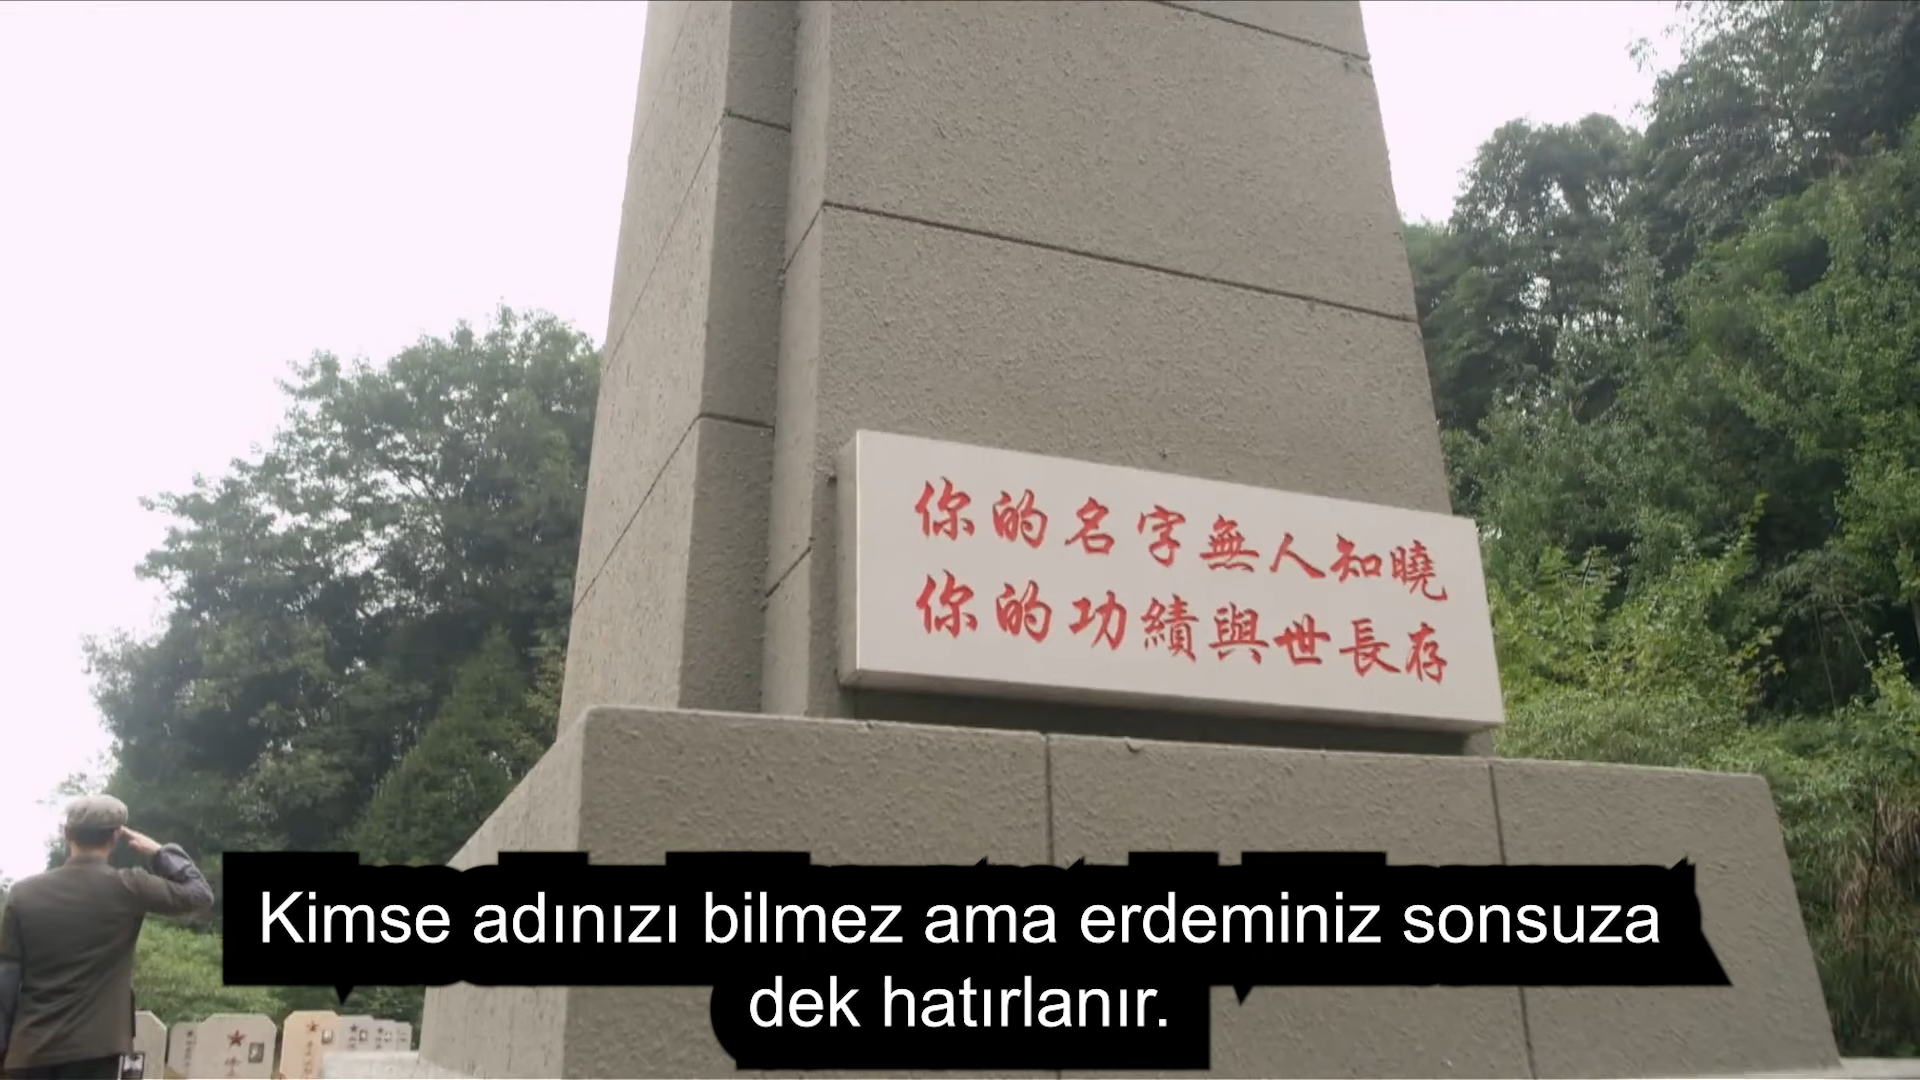 你的名字無人知曉
你的功績與世長存
Kimse adınızı bilmez ama erdeminiz sonsuza
dek hatırlanır.